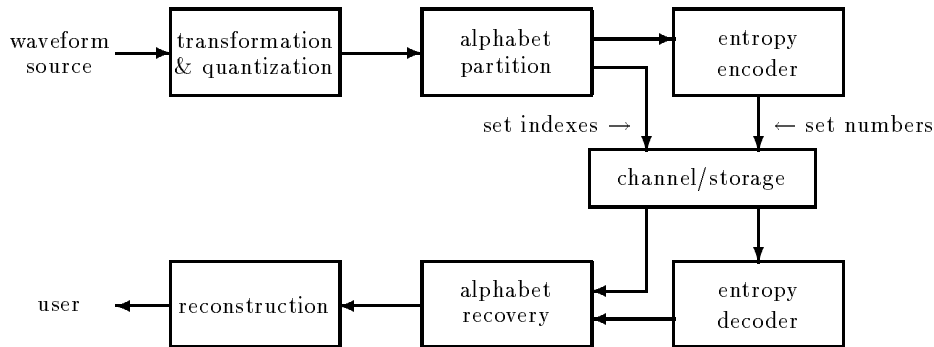 waveform
source
transformation
& quantization
alphabet
partition
entropy
encoder
set indexes →
← set numbers
channel/storage
user
reconstruction
alphabet
recovery
entropy
decoder